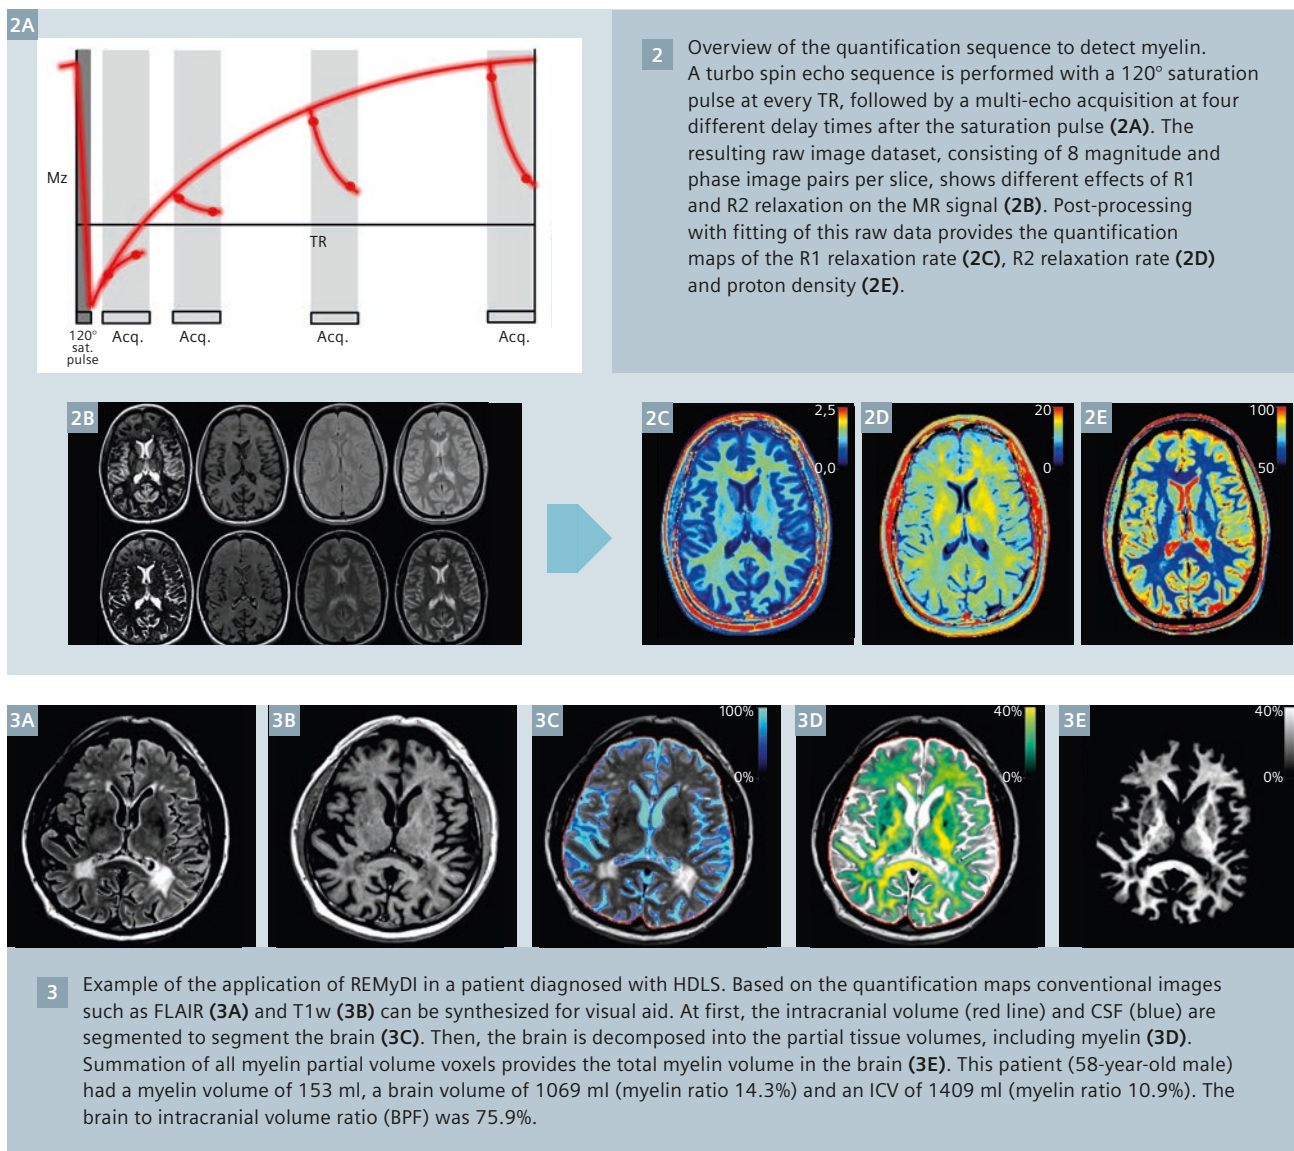 2A
Mz
TR
120°
sat.
pulse
Acq.
Acq.
Acq.
Acq.
2
Overview of the quantification sequence to detect myelin.
A turbo spin echo sequence is performed with a 120° saturation
pulse at every TR, followed by a multi-echo acquisition at four
different delay times after the saturation pulse (2A). The
resulting raw image dataset, consisting of 8 magnitude and
phase image pairs per slice, shows different effects of R1
and R2 relaxation on the MR signal (2B). Post-processing
with fitting of this raw data provides the quantification
maps of the R1 relaxation rate (2C), R2 relaxation rate (2D)
and proton density (2E).
2B
2C
2,5
0,0
2D
20
0
2E
100
50
3A
3B
3C
100%
0%
3D
40%
0%
3E
40%
0%
3
Example of the application of REMyDI in a patient diagnosed with HDLS. Based on the quantification maps conventional images
such as FLAIR (3A) and T1w (3B) can be synthesized for visual aid. At first, the intracranial volume (red line) and CSF (blue) are
segmented to segment the brain (3C). Then, the brain is decomposed into the partial tissue volumes, including myelin (3D).
Summation of all myelin partial volume voxels provides the total myelin volume in the brain (3E). This patient (58-year-old male)
had a myelin volume of 153 ml, a brain volume of 1069 ml (myelin ratio 14.3%) and an ICV of 1409 ml (myelin ratio 10.9%). The
brain to intracranial volume ratio (BPF) was 75.9%.